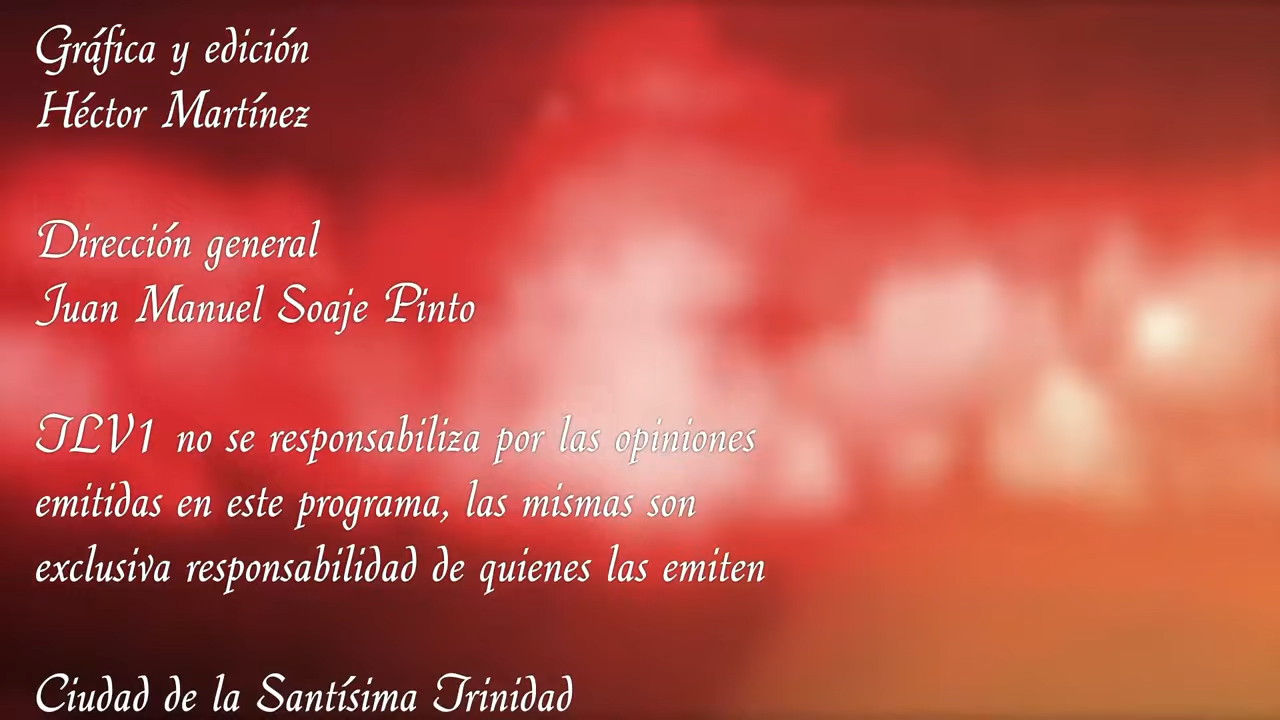 Gráfica y edición
Héctor Martínez
Dirección general
Juan Manuel Soaje Pinto
TLV1 no se responsabiliza por las opiniones
emitidas en este programa, las mismas son
exclusiva responsabilidad de quienes las emiten
Ciudad de la Santísima Trinidad